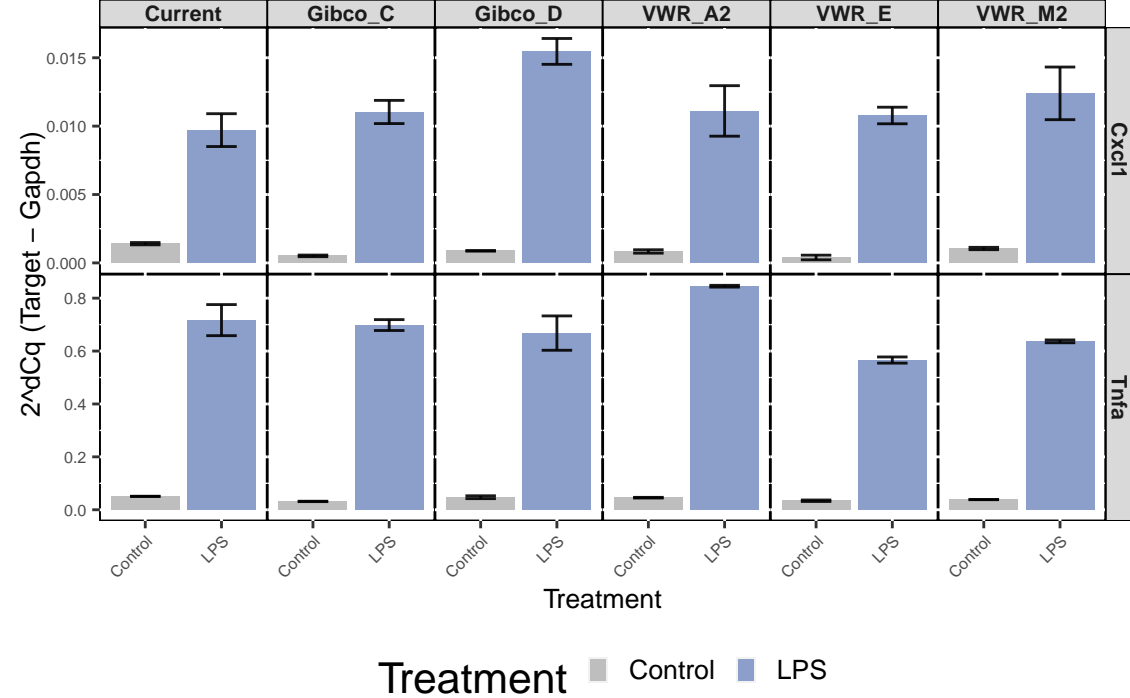 Current Gibco_C Gibco_D VWR_A2 VWR_E VWR_M2
2^dCq (Target − Gapdh)
0.015
0.010
0.005
0.000
Cxcl1
0.8
0.6
0.4
0.2
0.0
Tnfa
Control LPS Control LPS Control LPS Control LPS Control LPS Control LPS
Treatment
Treatment Control LPS